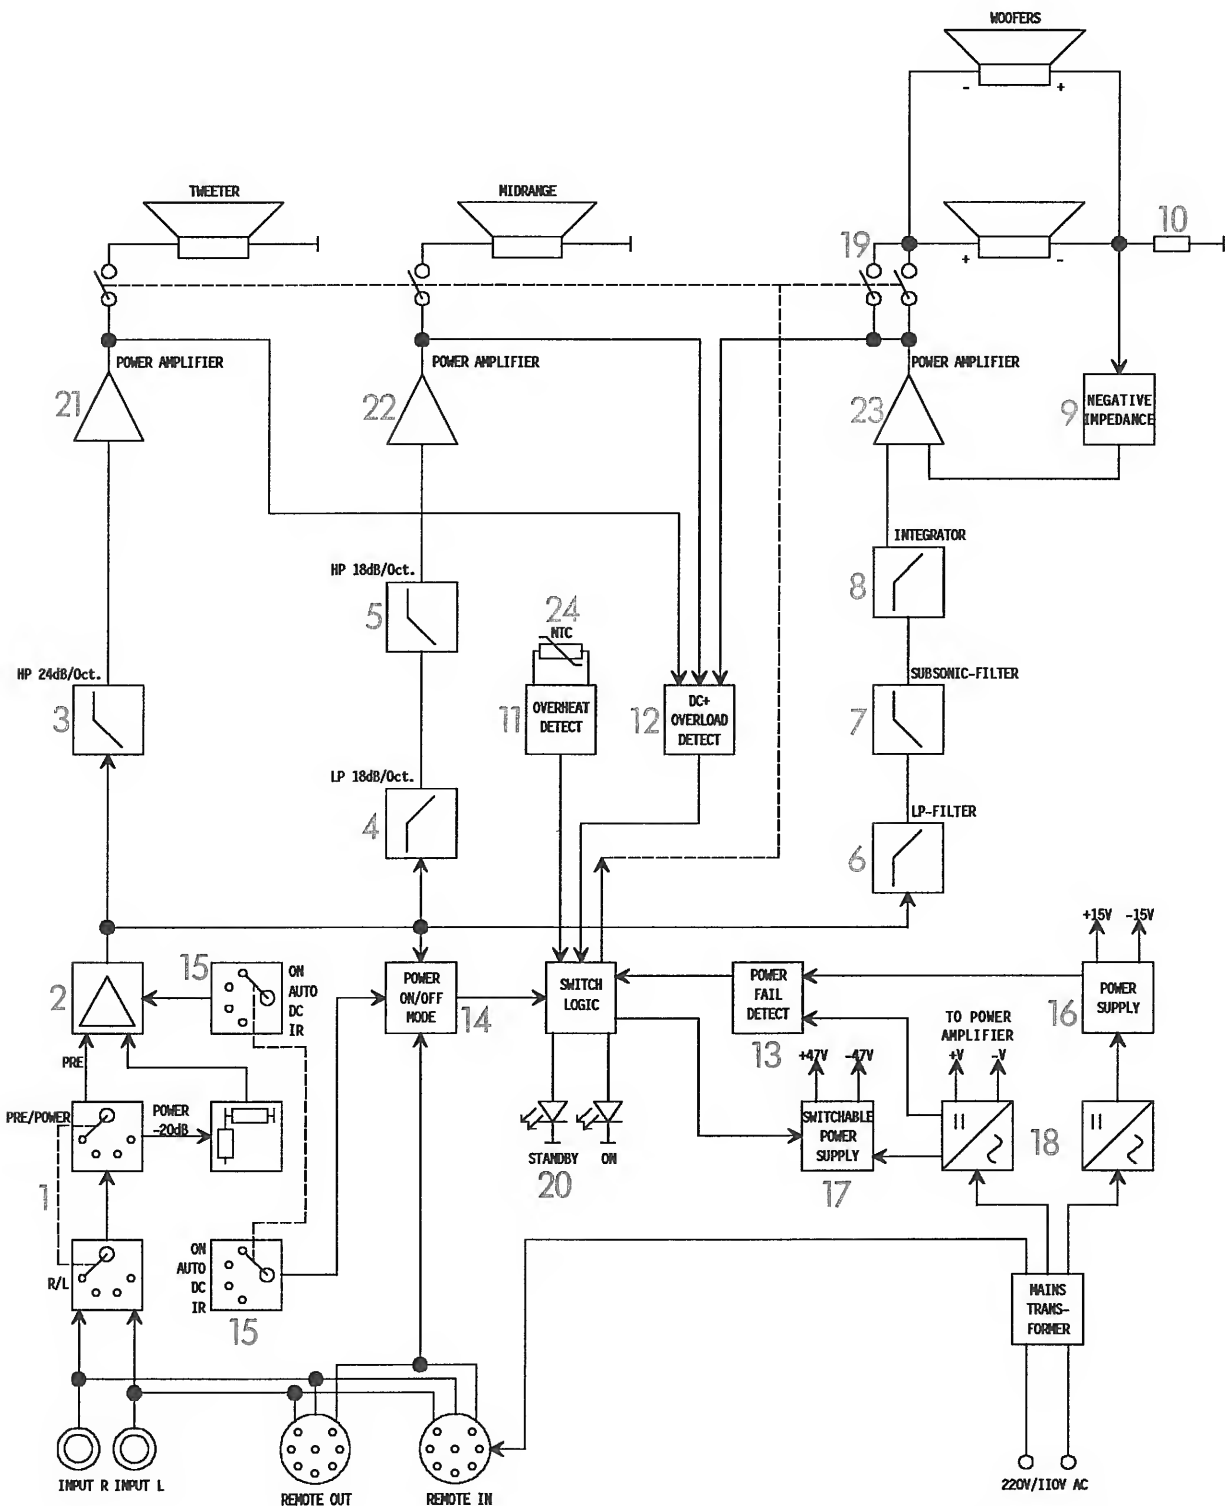 WOOFERS
-
+
TWEETER
MIDRANGE
10
19
+
-
POWER AMPLIFIER
POWER AMPLIFIER
POWER AMPLIFIER
21
22
23
9
NEGATIVE
IMPEDANCE
INTEGRATOR
8
HP 18dB/Oct.
5
24
NTC
HP 24dB/Oct.
3
SUBSONIC-FILTER
7
11
OVERHEAT
DETECT
12
DC+
OVERLOAD
DETECT
LP 18dB/Oct.
4
LP-FILTER
6
+15V
-15V
2
15
ON
AUTO
DC
IR
POWER
ON/OFF
MODE
14
SWITCH
LOGIC
POWER
FAIL
DETECT
13
16
POWER
SUPPLY
TO POWER
AMPLIFIER
+V
-V
+47V
-47V
PRE
PRE/POWER
POWER
-20dB
STANDBY
ON
20
SWITCHABLE
POWER
SUPPLY
17
18
1
R/L
ON
AUTO
DC
IR
15
MAINS
TRANS-
FORMER
INPUT R
INPUT L
REMOTE OUT
REMOTE IN
220V/110V AC